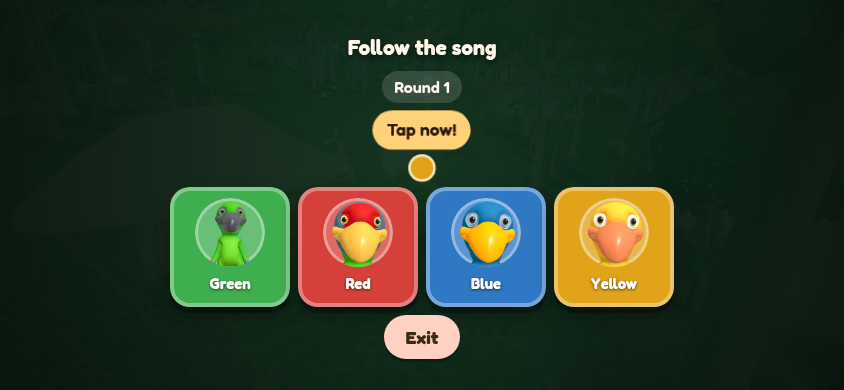 Follow the song
Round 1
Tap now!
Green
Red
Blue
Yellow
Exit